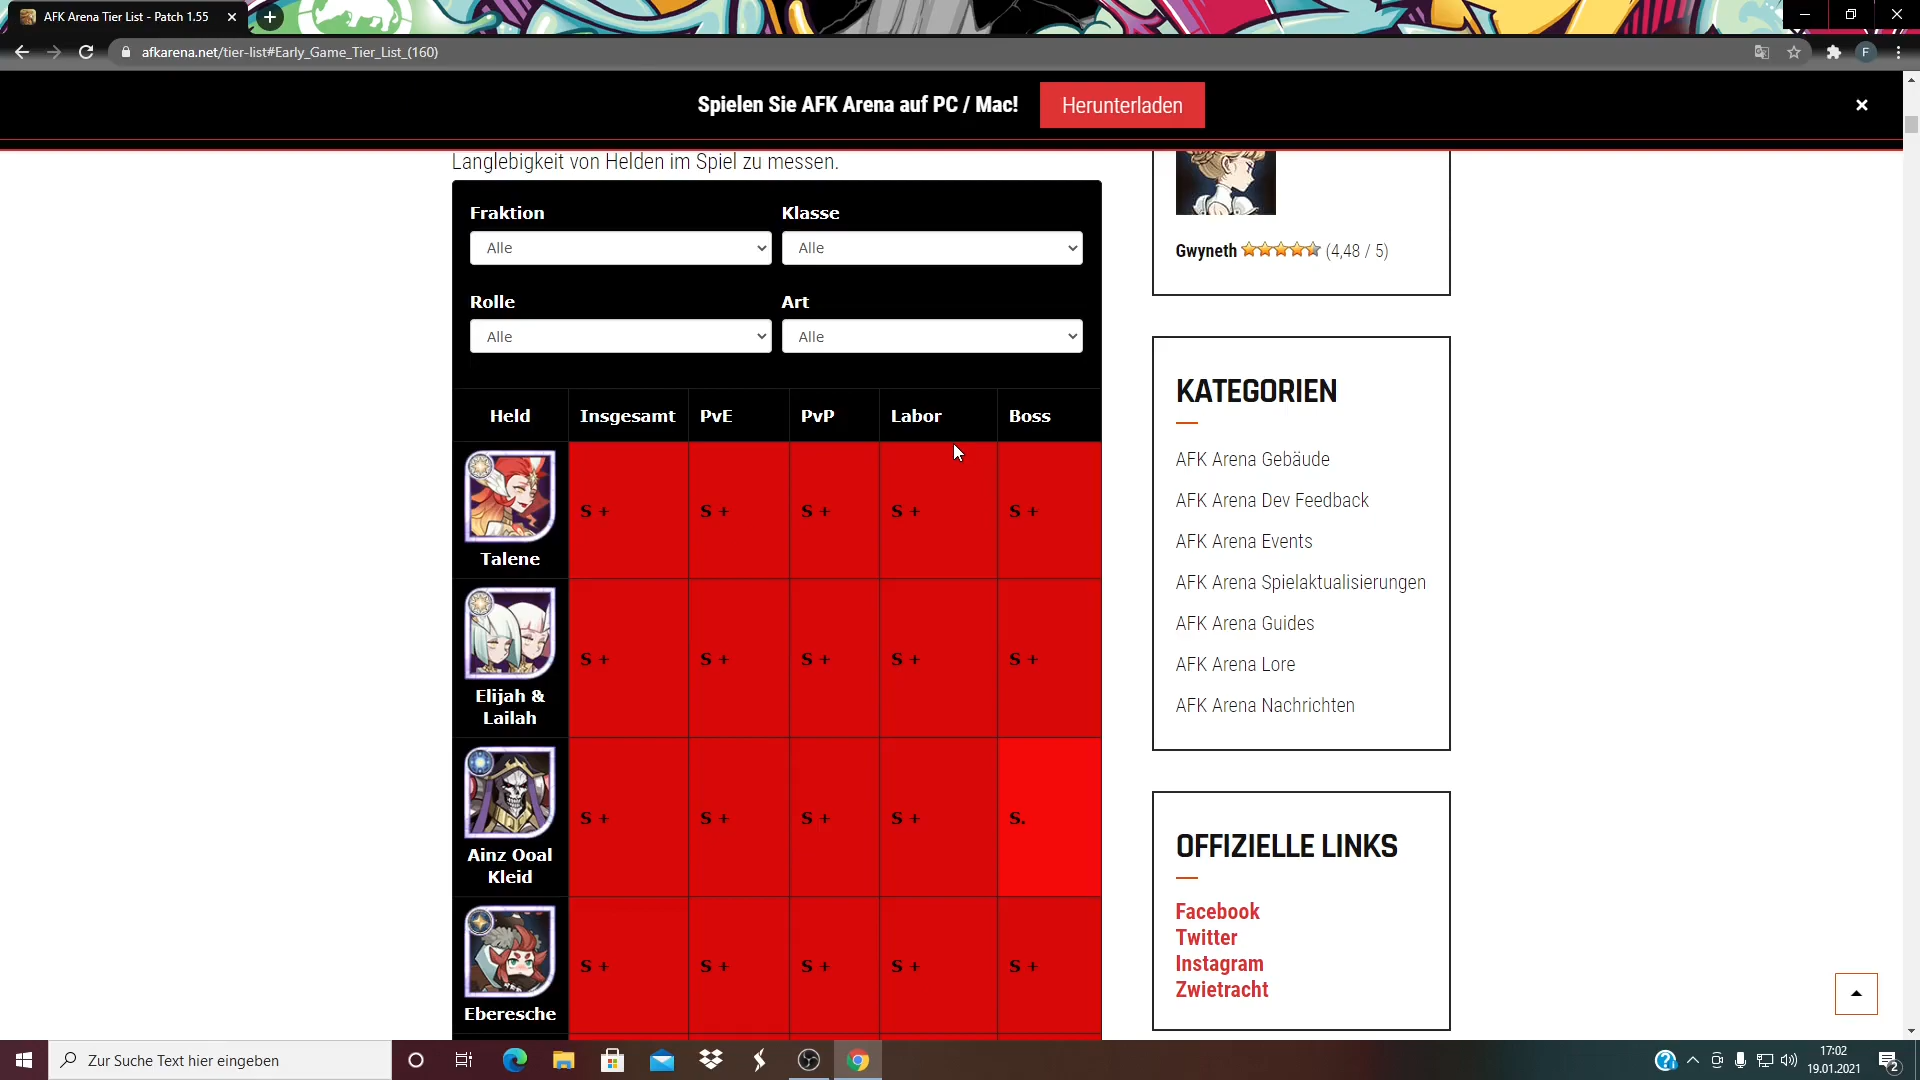 AFK Arena Tier List - Patch 1.55
afkarena.net/tier-list#Early_Game_Tier_List_(160)
F
Spielen Sie AFK Arena auf PC / Mac!
Herunterladen
Langlebigkeit von Helden im Spiel zu messen.
Fraktion
Klasse
Alle
Alle
Rolle
Art
Alle
Alle
Held
Insgesamt
PvE
PvP
Labor
Boss
Talene
S +
S +
S +
S +
S +
Elijah &
Lailah
S +
S +
S +
S +
S +
Ainz Ooal
Kleid
S +
S +
S +
S +
S.
Eberesche
S +
S +
S +
S +
S +
Gwyneth
(4,48 / 5)
KATEGORIEN
AFK Arena Gebäude
AFK Arena Dev Feedback
AFK Arena Events
AFK Arena Spielaktualisierungen
AFK Arena Guides
AFK Arena Lore
AFK Arena Nachrichten
OFFIZIELLE LINKS
Facebook
Twitter
Instagram
Zwietracht
Zur Suche Text hier eingeben
17:02
19.01.2021
2